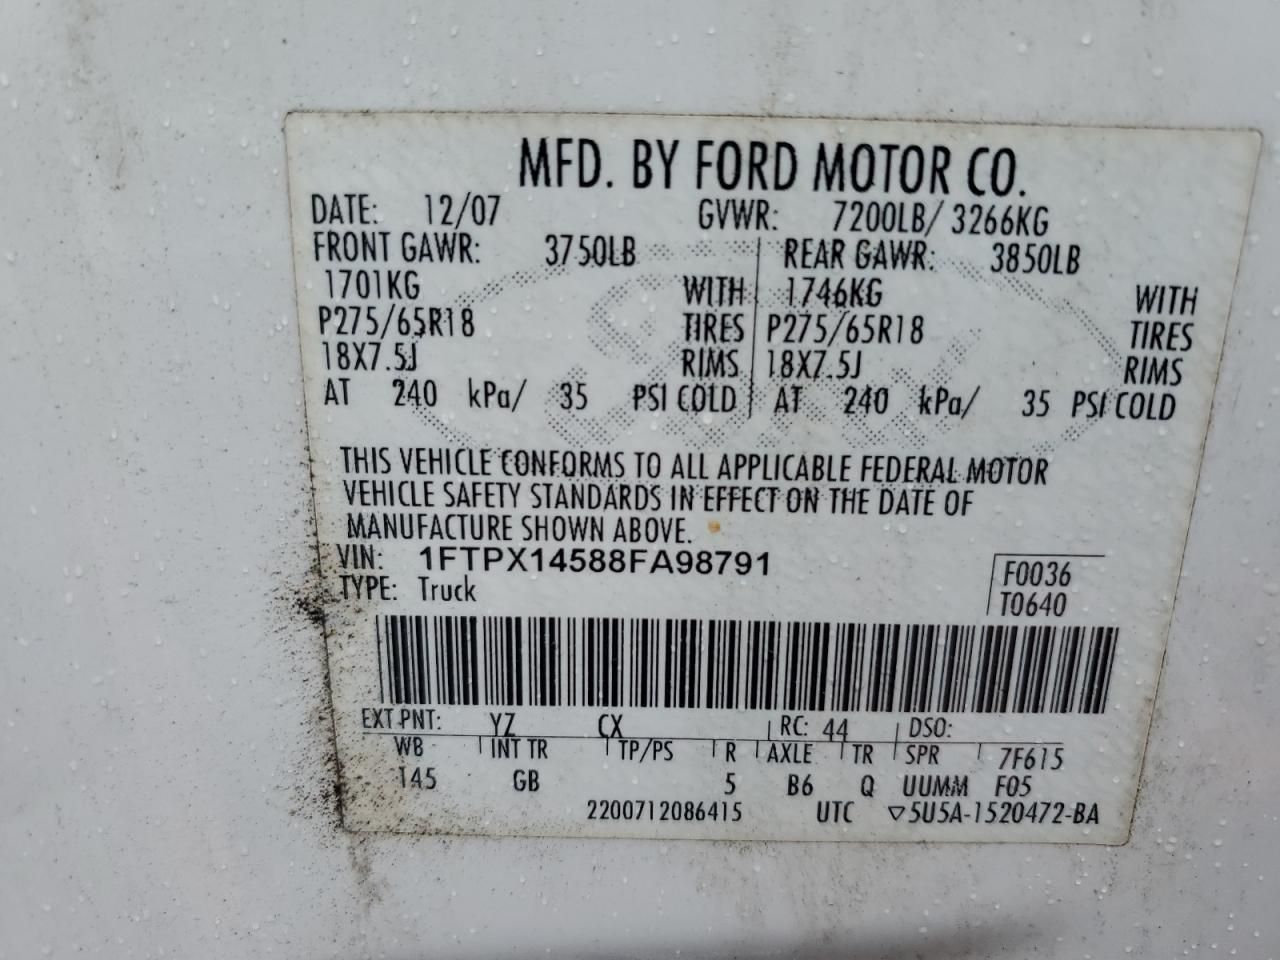 MFD. BY FORD MOTOR CO.
DATE: 12/07 GVWR: 7200LB/ 3266KG
FRONT GAWR: 3750LB REAR GAWR: 3850LB
1701KG WITH 1746KG WITH
P275/65R18 TIRES P275/65R18 TIRES
18X7.5J RIMS 18X7.5J RIMS
AT 240 kPa/ 35 PSI COLD AT 240 kPa/ 35 PSI COLD
THIS VEHICLE CONFORMS TO ALL APPLICABLE FEDERAL MOTOR
VEHICLE SAFETY STANDARDS IN EFFECT ON THE DATE OF
MANUFACTURE SHOWN ABOVE.
VIN: 1FTPX14588FA98791
TYPE: Truck
F0036
T0640
EXT PNT: YZ CX RC: 44 DSO:
WB INT TR TP/PS R AXLE TR SPR 7F615
145 GB 5 B6 Q UUMM F05
2200712086415 UTC ▽5U5A-1520472-BA